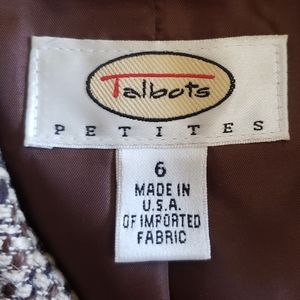 Talbots
PETITES
6
MADE IN
U.S.A.
OF IMPORTED
FABRIC